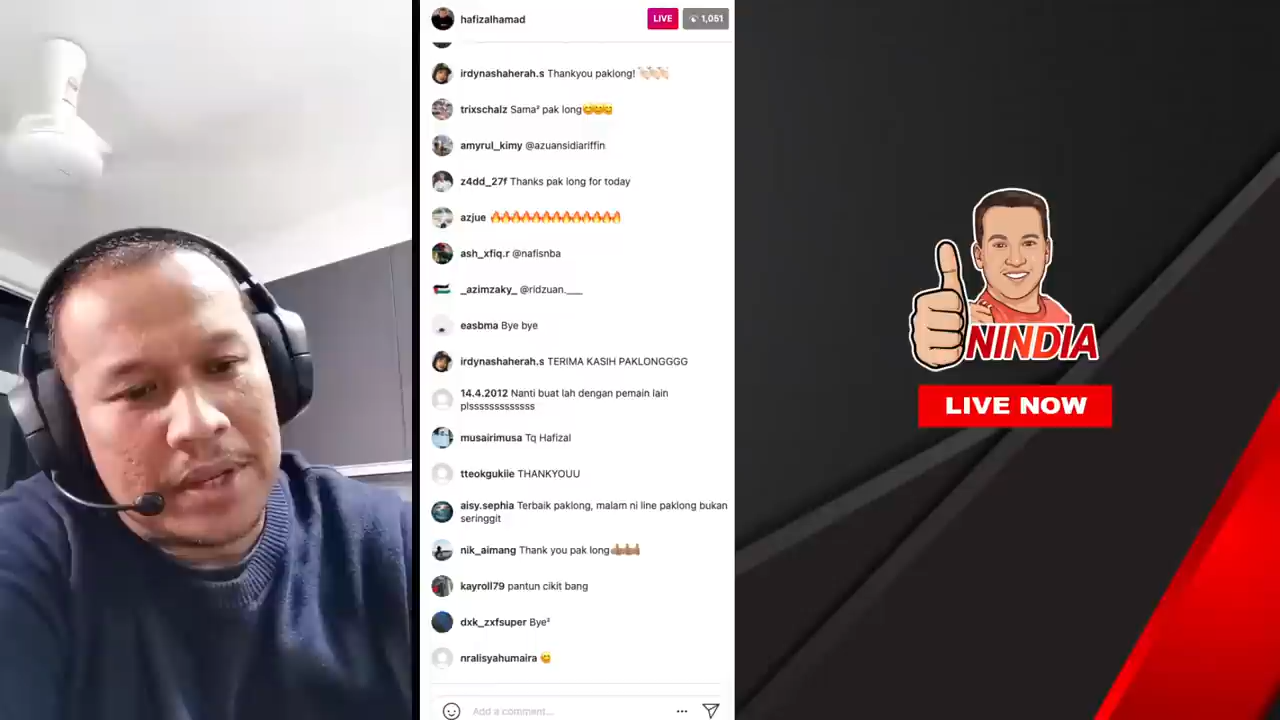 hafizalhamad
LIVE
1,051
irdynashaherah.s Thankyou paklong!
trixschalz Sama² pak long
amyrul_kimy @azuansidiariffin
z4dd_27f Thanks pak long for today
azjue
ash_xfiq.r @nafisnba
_azimzaky_ @ridzuan.____
easbma Bye bye
irdynashaherah.s TERIMA KASIH PAKLONGGGG
14.4.2012 Nanti buat lah dengan pemain lain
plsssssssssssss
musairimusa Tq Hafizal
tteokgukiie THANKYOUU
aisy.sephia Terbaik paklong, malam ni line paklong bukan
seringgit
nik_aimang Thank you pak long
kayroll79 pantun cikit bang
dxk_zxfsuper Bye²
nralisyahumaira
Add a comment...
NINDIA
LIVE NOW